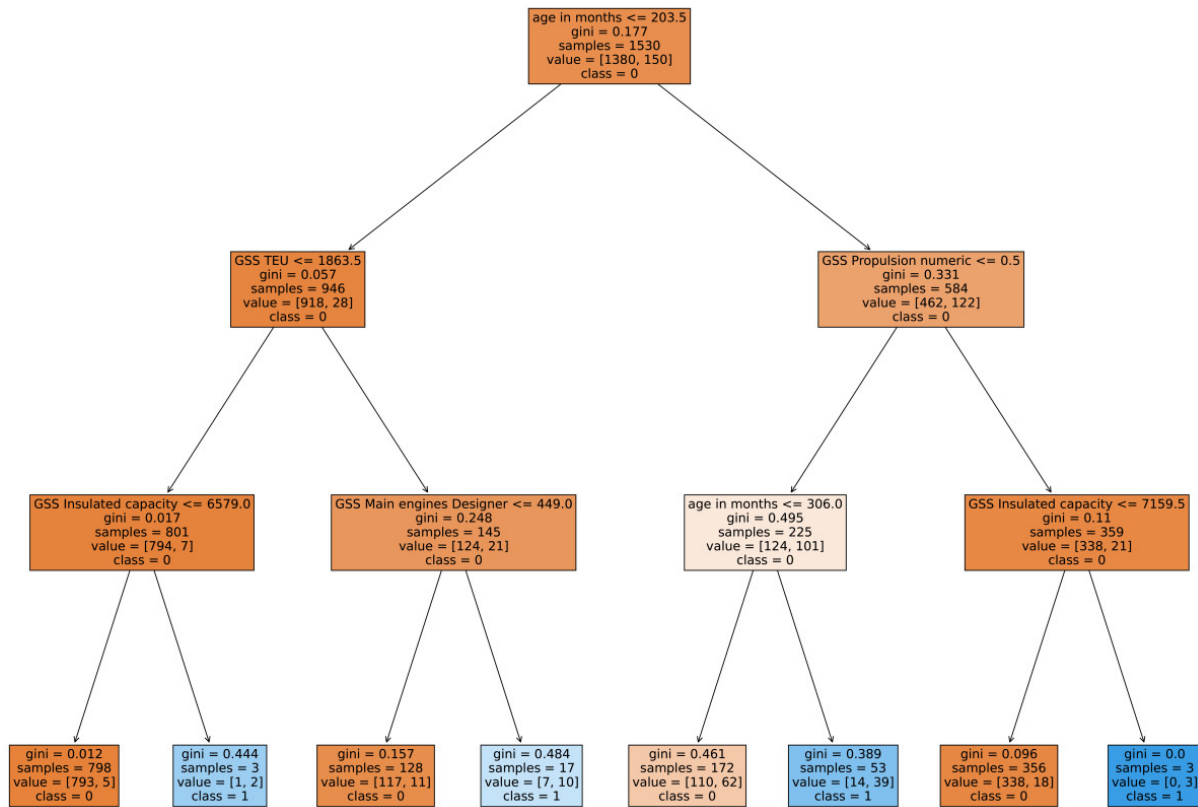 age in months <= 203.5
gini = 0.177
samples = 1530
value = [1380, 150]
class = 0
GSS TEU <= 1863.5
gini = 0.057
samples = 946
value = [918, 28]
class = 0
GSS Propulsion numeric <= 0.5
gini = 0.331
samples = 584
value = [462, 122]
class = 0
GSS Insulated capacity <= 6579.0
gini = 0.017
samples = 801
value = [794, 7]
class = 0
GSS Main engines Designer <= 449.0
gini = 0.248
samples = 145
value = [124, 21]
class = 0
age in months <= 306.0
gini = 0.495
samples = 225
value = [124, 101]
class = 0
GSS Insulated capacity <= 7159.5
gini = 0.11
samples = 359
value = [338, 21]
class = 0
gini = 0.012
samples = 798
value = [793, 5]
class = 0
gini = 0.444
samples = 3
value = [1, 2]
class = 1
gini = 0.157
samples = 128
value = [117, 11]
class = 0
gini = 0.484
samples = 17
value = [7, 10]
class = 1
gini = 0.461
samples = 172
value = [110, 62]
class = 0
gini = 0.389
samples = 53
value = [14, 39]
class = 1
gini = 0.096
samples = 356
value = [338, 18]
class = 0
gini = 0.0
samples = 3
value = [0, 3]
class = 1